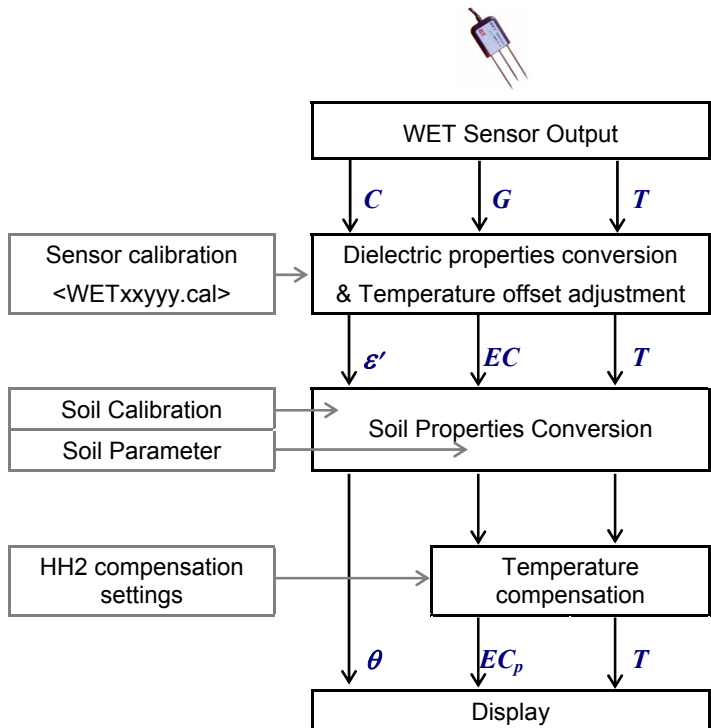 WET Sensor Output
C G T
Sensor calibration
<WETxxyyy.cal>
Dielectric properties conversion
& Temperature offset adjustment
ε′ EC T
Soil Calibration
Soil Parameter
Soil Properties Conversion
HH2 compensation
settings
Temperature
compensation
θ ECp T
Display